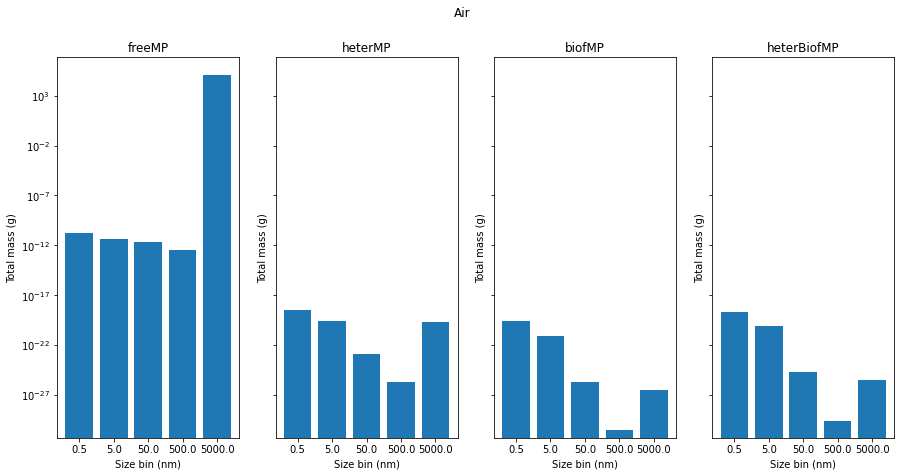 Air
freeMP
heterMP
biofMP
heterBiofMP
Total mass (g)
10³
10⁻²
10⁻⁷
10⁻¹²
10⁻¹⁷
10⁻²²
10⁻²⁷
0.5 5.0 50.0 500.0 5000.0
Size bin (nm)
Total mass (g)
0.5 5.0 50.0 500.0 5000.0
Size bin (nm)
Total mass (g)
0.5 5.0 50.0 500.0 5000.0
Size bin (nm)
Total mass (g)
0.5 5.0 50.0 500.0 5000.0
Size bin (nm)